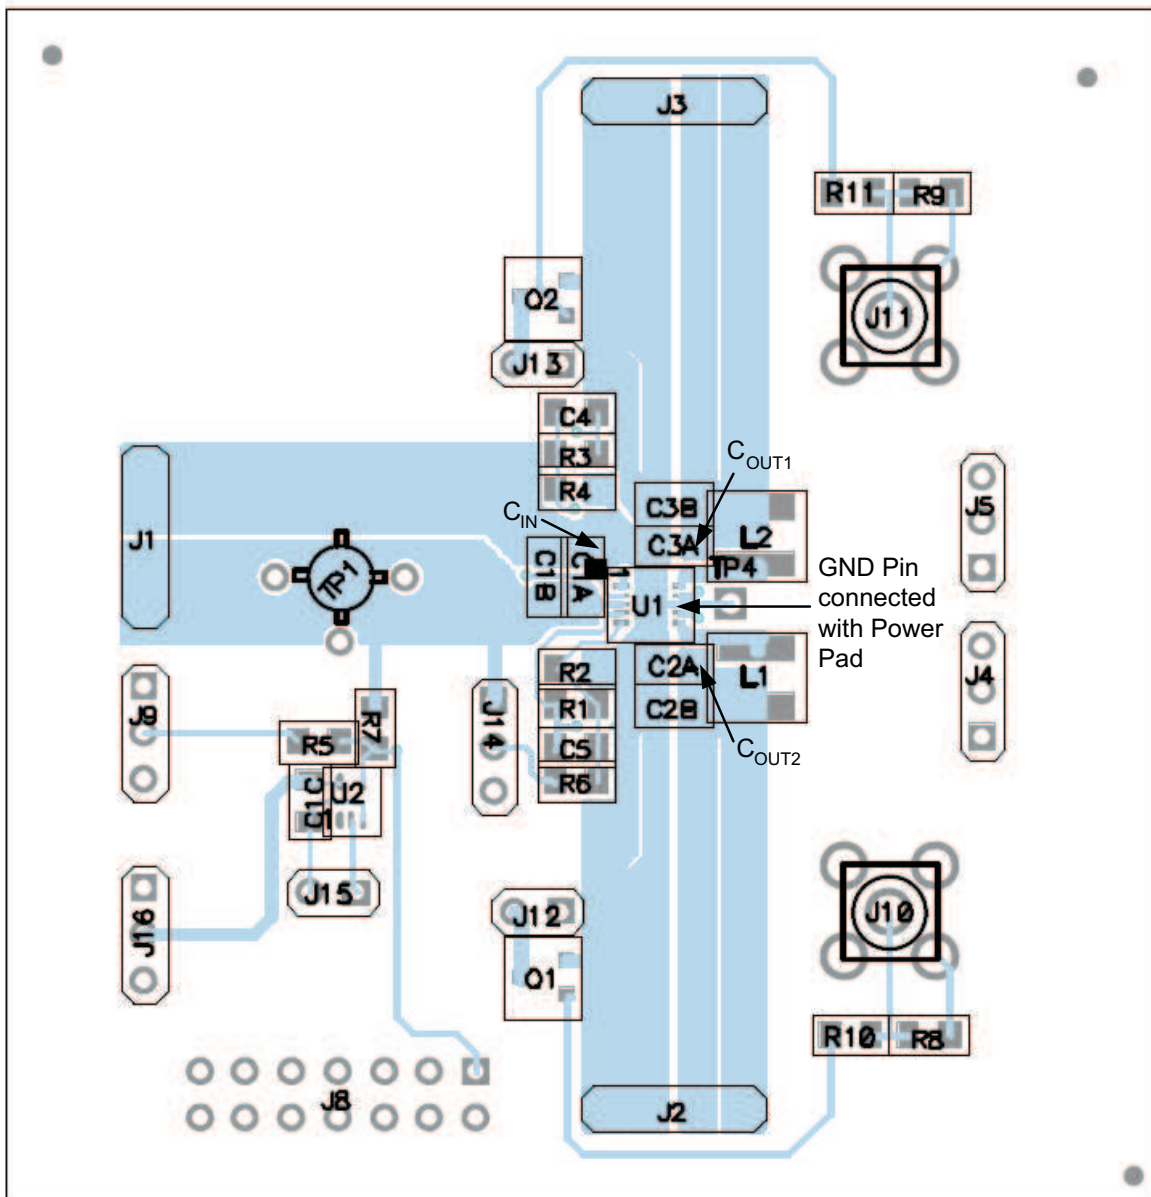 J3
R11 R9
Q2
J11
J13
C4
R3
COUT1
R4
C3B
J5
CIN
C3A
L2
J1
TP1
C1B
C1A
1
TP4
GND Pin
connected
with Power
Pad
U1
R2
C2A
L1
J4
J9
R1
C2B
R7
J14
R5
C5
COUT2
R6
U2
C1C
1
J15
J16
J12
J10
Q1
R10 R8
J8
J2